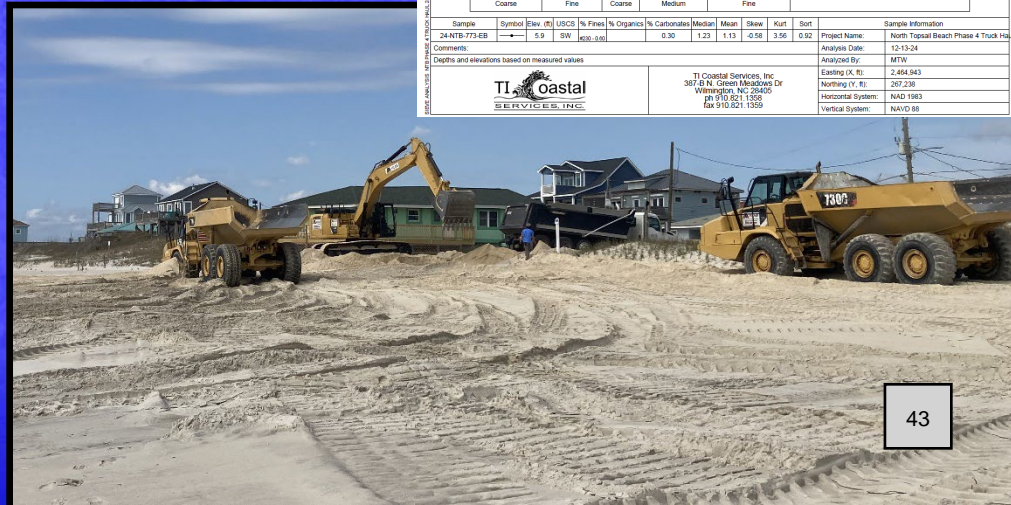 Coarse Fine Coarse Medium Fine
Sample Symbol Elev. (ft) USCS % Fines % Organics % Carbonates Median Mean Skew Kurt Sort Sample Information
24-NTB-773-EB 5.9 SW #200 - 0.60 0.30 1.23 1.13 -0.58 3.56 0.92 Project Name: North Topsail Beach Phase 4 Truck Hau
Comments: Analysis Date: 12-13-24
Depths and elevations based on measured values Analyzed By: MTW
TI Coastal
SERVICES, INC.
TI Coastal Services, Inc
387-B N. Green Meadows Dr
Wilmington, NC 28405
ph 910.821.1358
fax 910.821.1359
Easting (X, ft): 2,464,943
Northing (Y, ft): 267,238
Horizontal System: NAD 1983
Vertical System: NAVD 88
730C
43